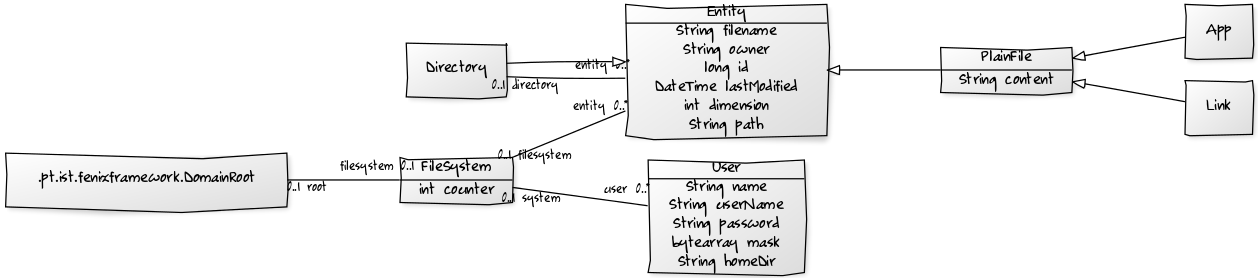 Entity
String filename
String owner
long id
DateTime lastModified
int dimension
String path
Directory
entity 0..
0..1 directory
entity 0..*
0..1 filesystem
PlainFile
String content
App
Link
.pt.ist.fenixframework.DomainRoot
0..1 root
filesystem 0..1
FileSystem
int counter
0..1 system
user 0..*
User
String name
String userName
String password
bytearray mask
String homeDir